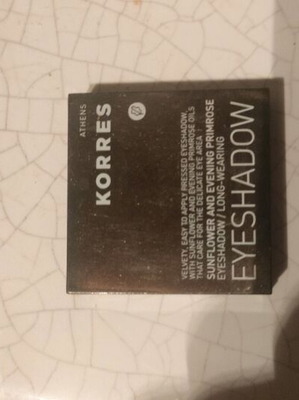 ATHENS
KORRES
VELVETY, EASY TO APPLY PRESSED EYESHADOW,
WITH SUNFLOWER AND EVENING PRIMROSE OILS
THAT CARE FOR THE DELICATE EYE AREA
SUNFLOWER AND EVENING PRIMROSE
EYESHADOW / LONG-WEARING
EYESHADOW